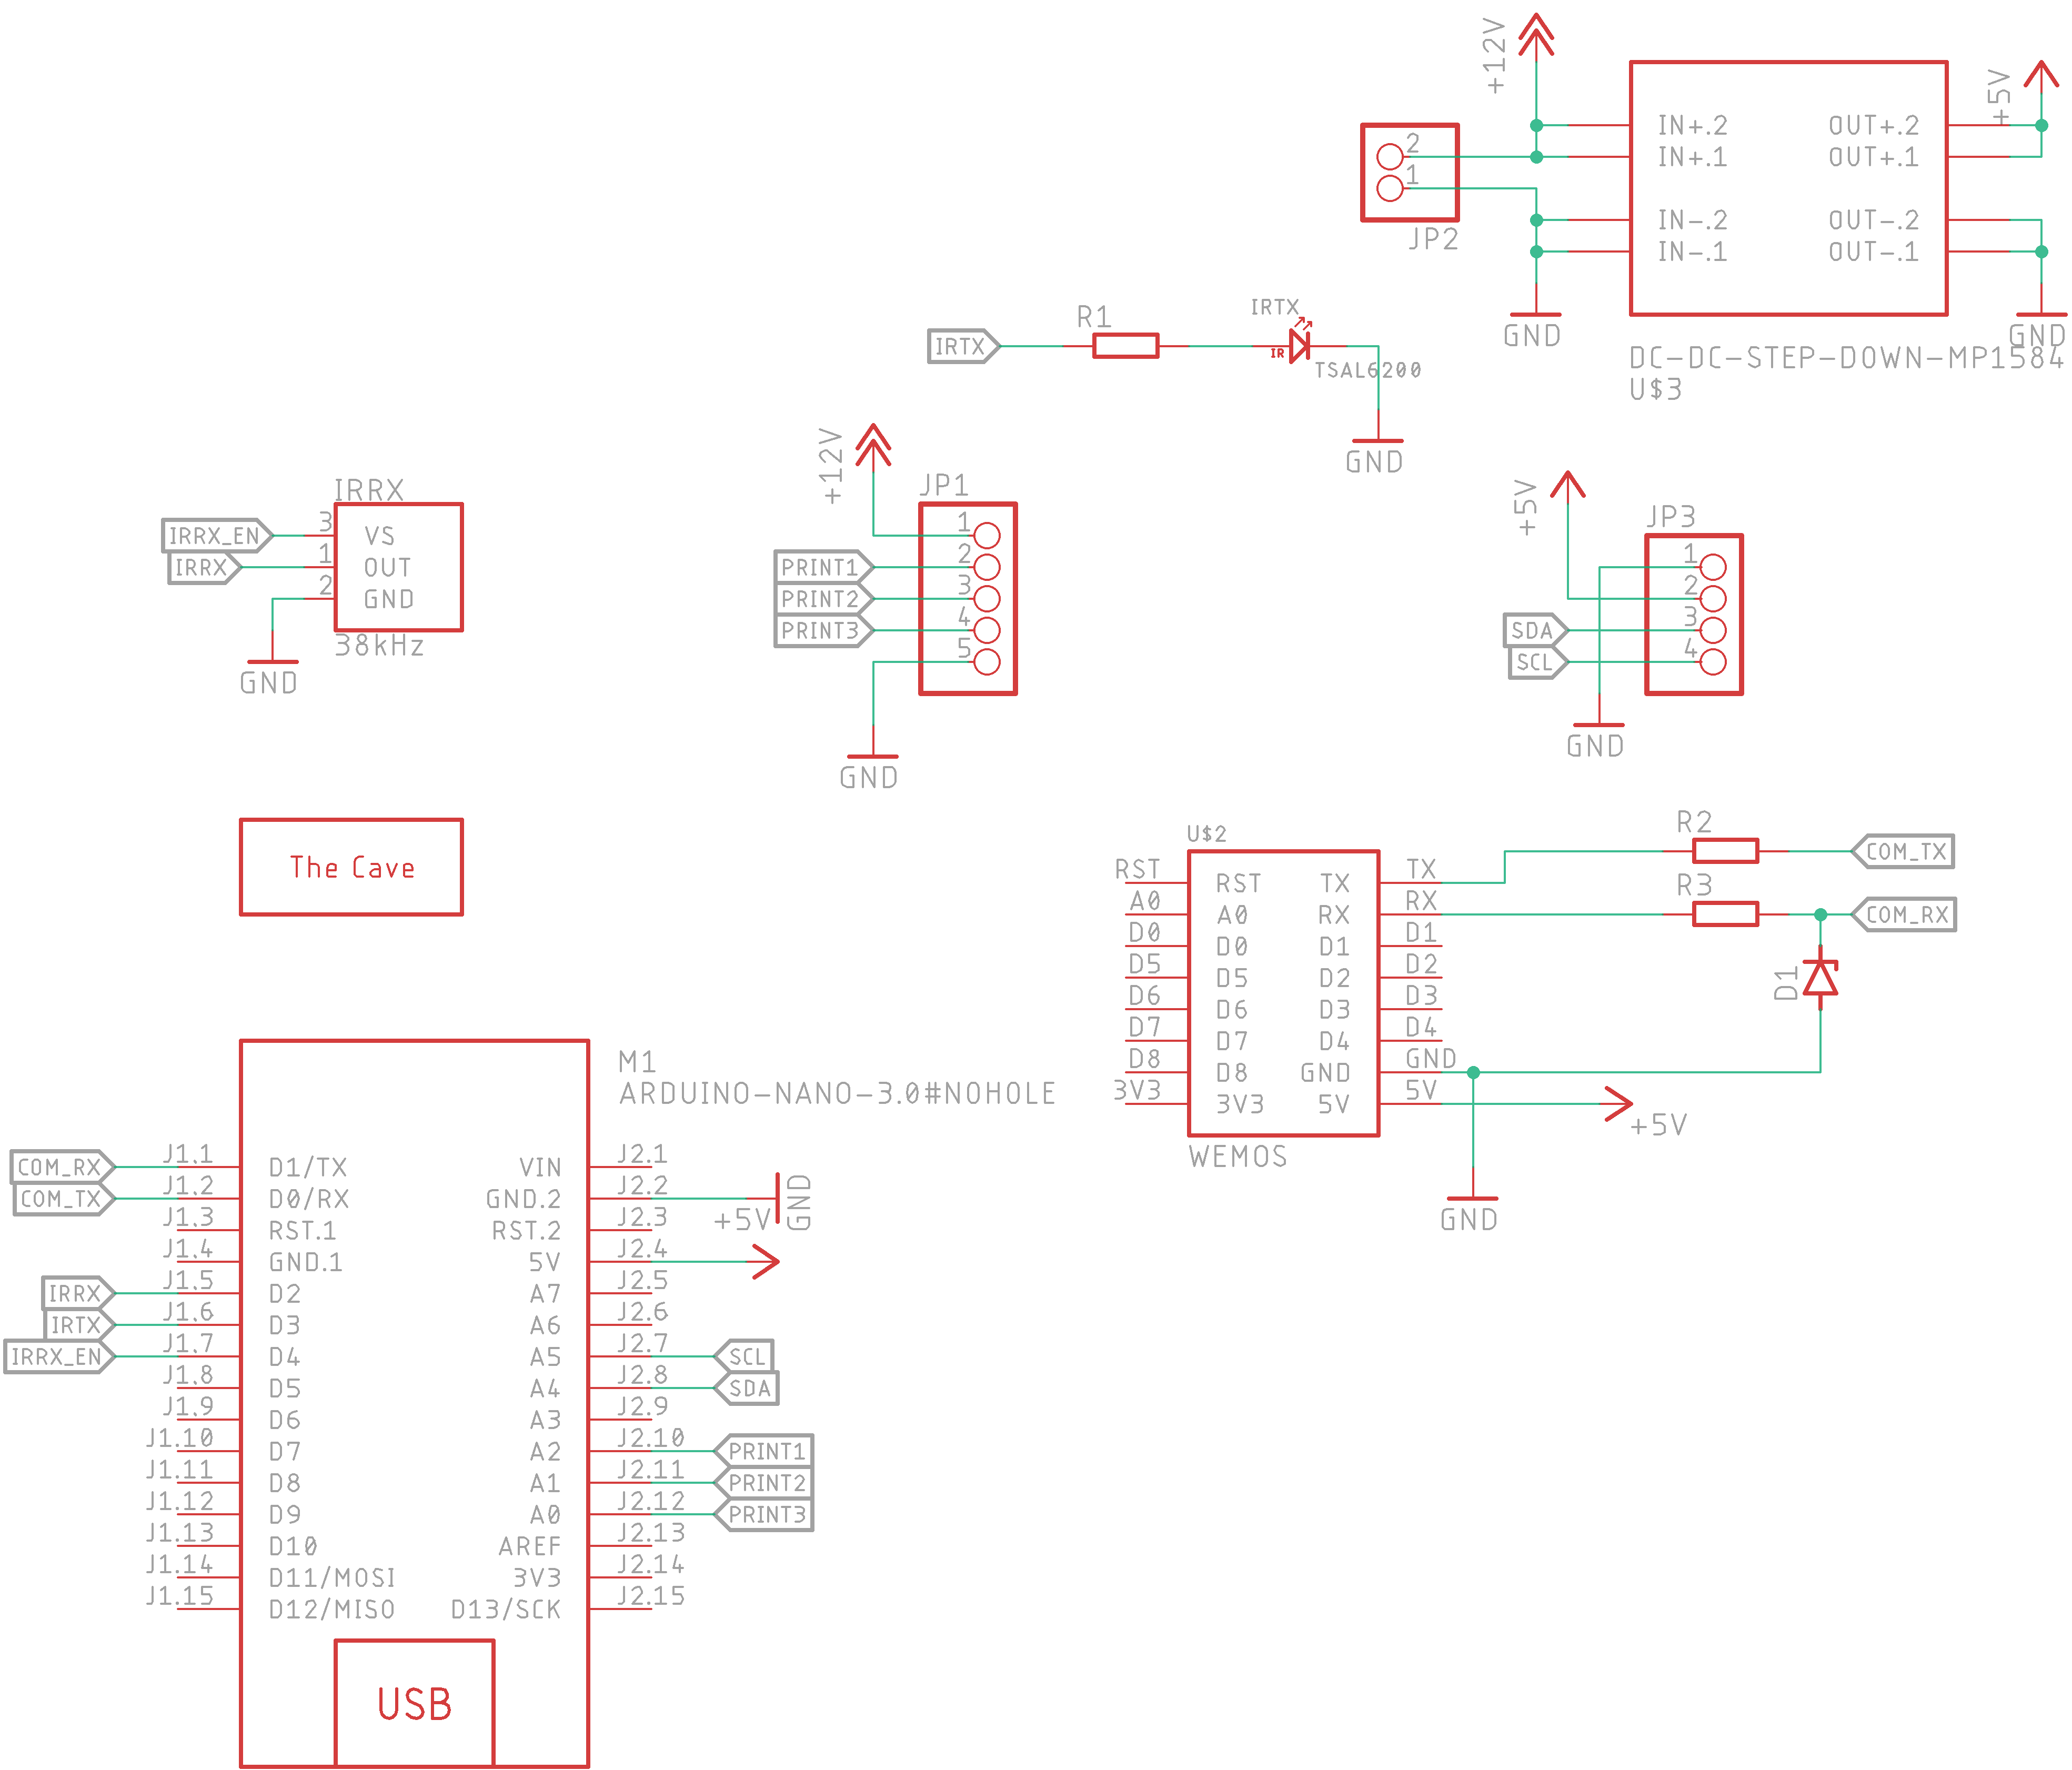 +12V
IN+.2 OUT+.2
IN+.1 OUT+.1
IN-.2 OUT-.2
IN-.1 OUT-.1
+5V
2
1
JP2
GND
GND
DC-DC-STEP-DOWN-MP1584
U$3
IRTX
R1
IRTX
IR
TSAL6200
GND
IRRX
IRRX_EN
IRRX
3 VS
1 OUT
2 GND
38kHz
GND
+12V
JP1
1
PRINT1 2
PRINT2 3
PRINT3 4
5
GND
+5V
JP3
1
2
SDA 3
SCL 4
GND
The Cave
U$2
RST RST TX TX
A0 A0 RX RX
D0 D0 D1 D1
D5 D5 D2 D2
D6 D6 D3 D3
D7 D7 D4 D4
D8 D8 GND GND
3V3 3V3 5V 5V
WEMOS
R2
COM_TX
R3
COM_RX
D1
+5V
GND
M1
ARDUINO-NANO-3.0#NOHOLE
COM_RX J1.1 D1/TX VIN J2.1
COM_TX J1.2 D0/RX GND.2 J2.2 GND
J1.3 RST.1 RST.2 J2.3 +5V
J1.4 GND.1 5V J2.4
IRRX J1.5 D2 A7 J2.5
IRTX J1.6 D3 A6 J2.6
IRRX_EN J1.7 D4 A5 J2.7 SCL
J1.8 D5 A4 J2.8 SDA
J1.9 D6 A3 J2.9
J1.10 D7 A2 J2.10 PRINT1
J1.11 D8 A1 J2.11 PRINT2
J1.12 D9 A0 J2.12 PRINT3
J1.13 D10 AREF J2.13
J1.14 D11/MOSI 3V3 J2.14
J1.15 D12/MISO D13/SCK J2.15
USB